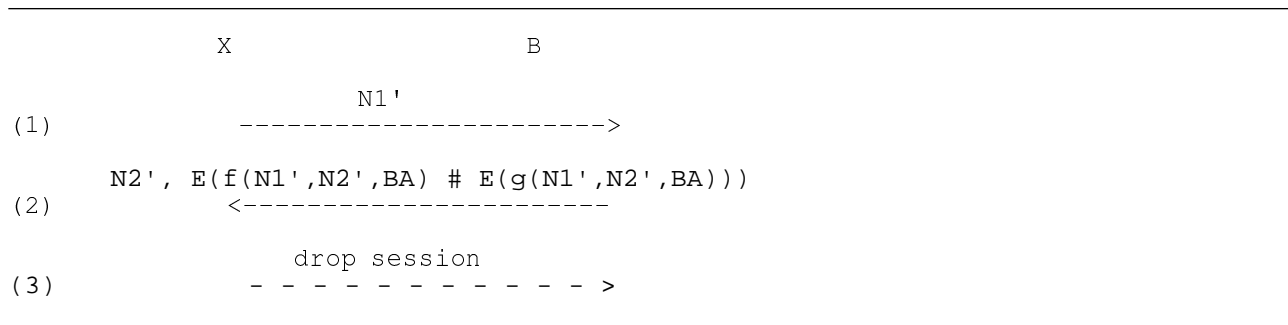 X B
N1'
(1) ----------------------->
N2', E(f(N1',N2',BA) # E(g(N1',N2',BA)))
(2) <-----------------------
drop session
(3) - - - - - - - - - - - >